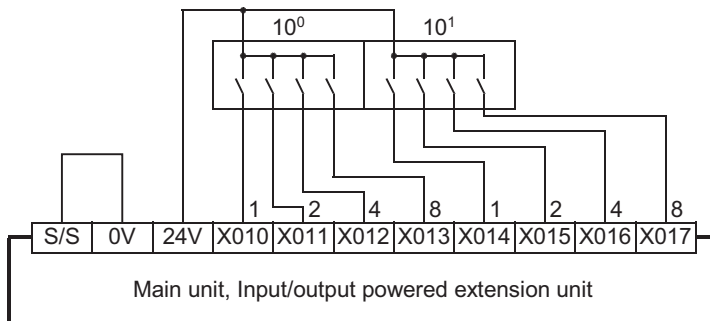 10⁰ 10¹
1 2 4 8 1 2 4 8
S/S 0V 24V X010 X011 X012 X013 X014 X015 X016 X017
Main unit, Input/output powered extension unit